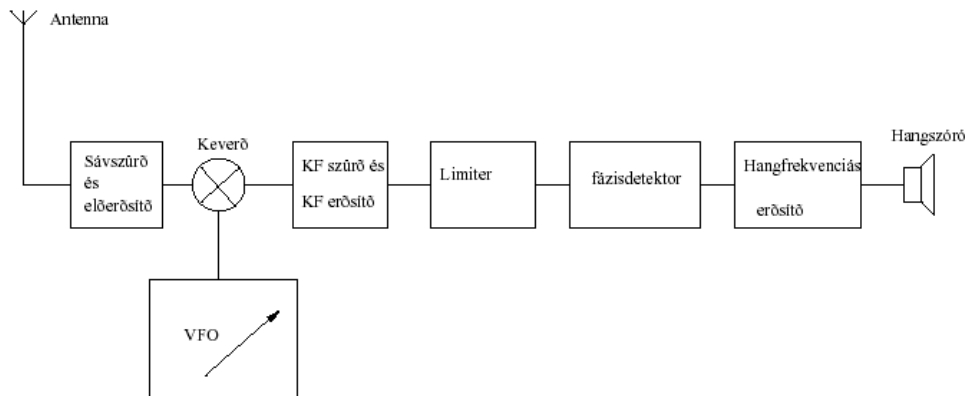 Antenna
Sávszûrõ
és
elõerõsítõ
Keverõ
KF szûrõ és
KF erõsítõ
Limiter
fázisdetektor
Hangfrekvenciás
erõsítõ
Hangszóró
VFO